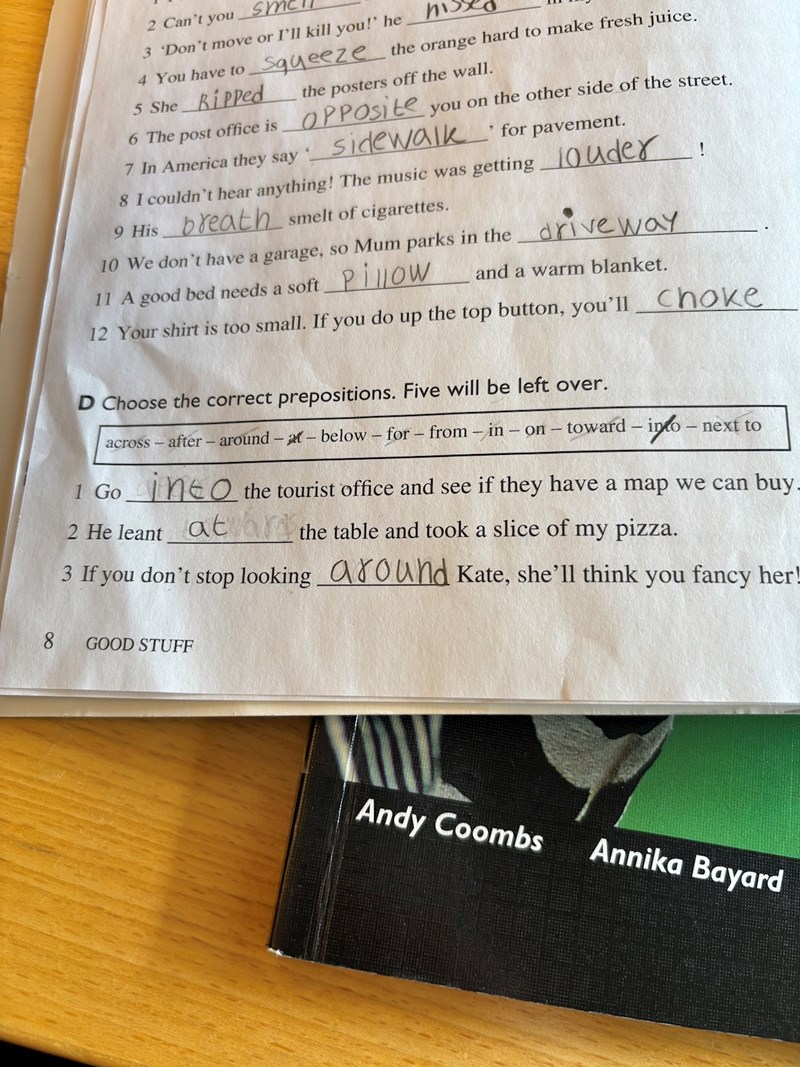 2 Can't you smell
3 'Don't move or I'll kill you!' he hissed
4 You have to squeeze the orange hard to make fresh juice.
5 She Ripped the posters off the wall.
6 The post office is opposite you on the other side of the street.
7 In America they say 'sidewalk' for pavement.
8 I couldn't hear anything! The music was getting louder !
9 His breath smelt of cigarettes.
10 We don't have a garage, so Mum parks in the driveway.
11 A good bed needs a soft pillow and a warm blanket.
12 Your shirt is too small. If you do up the top button, you'll choke
D Choose the correct prepositions. Five will be left over.
across – after – around – at – below – for – from – in – on – toward – into – next to
1 Go into the tourist office and see if they have a map we can buy.
2 He leant at the table and took a slice of my pizza.
3 If you don't stop looking around Kate, she'll think you fancy her!
8 GOOD STUFF
Andy Coombs Annika Bayard